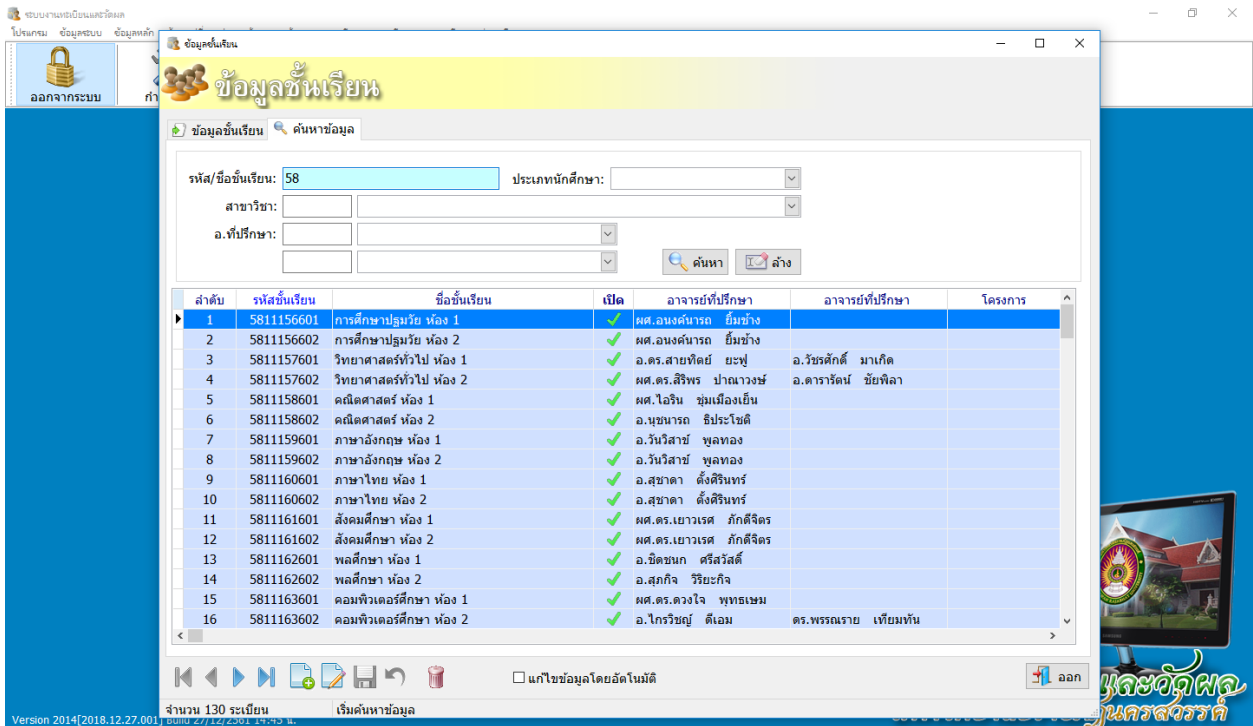 ระบบงานทะเบียนและวัดผล
โปรแกรม ข้อมูลระบบ ข้อมูลหลัก
ออกจากระบบ
ข้อมูลชั้นเรียน
ข้อมูลชั้นเรียน
ข้อมูลชั้นเรียน ค้นหาข้อมูล
รหัส/ชื่อชั้นเรียน: 58 ประเภทนักศึกษา:
สาขาวิชา:
อ.ที่ปรึกษา:
ค้นหา ล้าง
ลำดับ รหัสชั้นเรียน ชื่อชั้นเรียน เปิด อาจารย์ที่ปรึกษา อาจารย์ที่ปรึกษา โครงการ
1 5811156601 การศึกษาปฐมวัย ห้อง 1 ผศ.อนงค์นารถ ยิ้มช้าง
2 5811156602 การศึกษาปฐมวัย ห้อง 2 ผศ.อนงค์นารถ ยิ้มช้าง
3 5811157601 วิทยาศาสตร์ทั่วไป ห้อง 1 อ.ดร.สายทิตย์ ยะฟู อ.วัชรศักดิ์ มาเกิด
4 5811157602 วิทยาศาสตร์ทั่วไป ห้อง 2 ผศ.ดร.สิริพร ปาณาวงษ์ อ.ดารารัตน์ ชัยพิลา
5 5811158601 คณิตศาสตร์ ห้อง 1 ผศ.ไอริน ชุ่มเมืองเย็น
6 5811158602 คณิตศาสตร์ ห้อง 2 อ.นุชนารถ ธิประโชติ
7 5811159601 ภาษาอังกฤษ ห้อง 1 อ.วันวิสาข์ พูลทอง
8 5811159602 ภาษาอังกฤษ ห้อง 2 อ.วันวิสาข์ พูลทอง
9 5811160601 ภาษาไทย ห้อง 1 อ.สุชาดา ตั้งศิรินทร์
10 5811160602 ภาษาไทย ห้อง 2 อ.สุชาดา ตั้งศิรินทร์
11 5811161601 สังคมศึกษา ห้อง 1 ผศ.ดร.เยาวเรศ ภักดีจิตร
12 5811161602 สังคมศึกษา ห้อง 2 ผศ.ดร.เยาวเรศ ภักดีจิตร
13 5811162601 พลศึกษา ห้อง 1 อ.ชิดชนก ศรีสวัสดิ์
14 5811162602 พลศึกษา ห้อง 2 อ.สุภกิจ วิริยะกิจ
15 5811163601 คอมพิวเตอร์ศึกษา ห้อง 1 ผศ.ดร.ดวงใจ พุทธเษม
16 5811163602 คอมพิวเตอร์ศึกษา ห้อง 2 อ.ไกรวิชญ์ ดีเอม ดร.พรรณราย เทียมทัน
แก้ไขข้อมูลโดยอัตโนมัติ ออก
จำนวน 130 ระเบียน เริ่มค้นหาข้อมูล
Version 2014[2018.12.27.001] Build 27/12/2561 14:45 น.
และวัดผล
นครสวรรค์